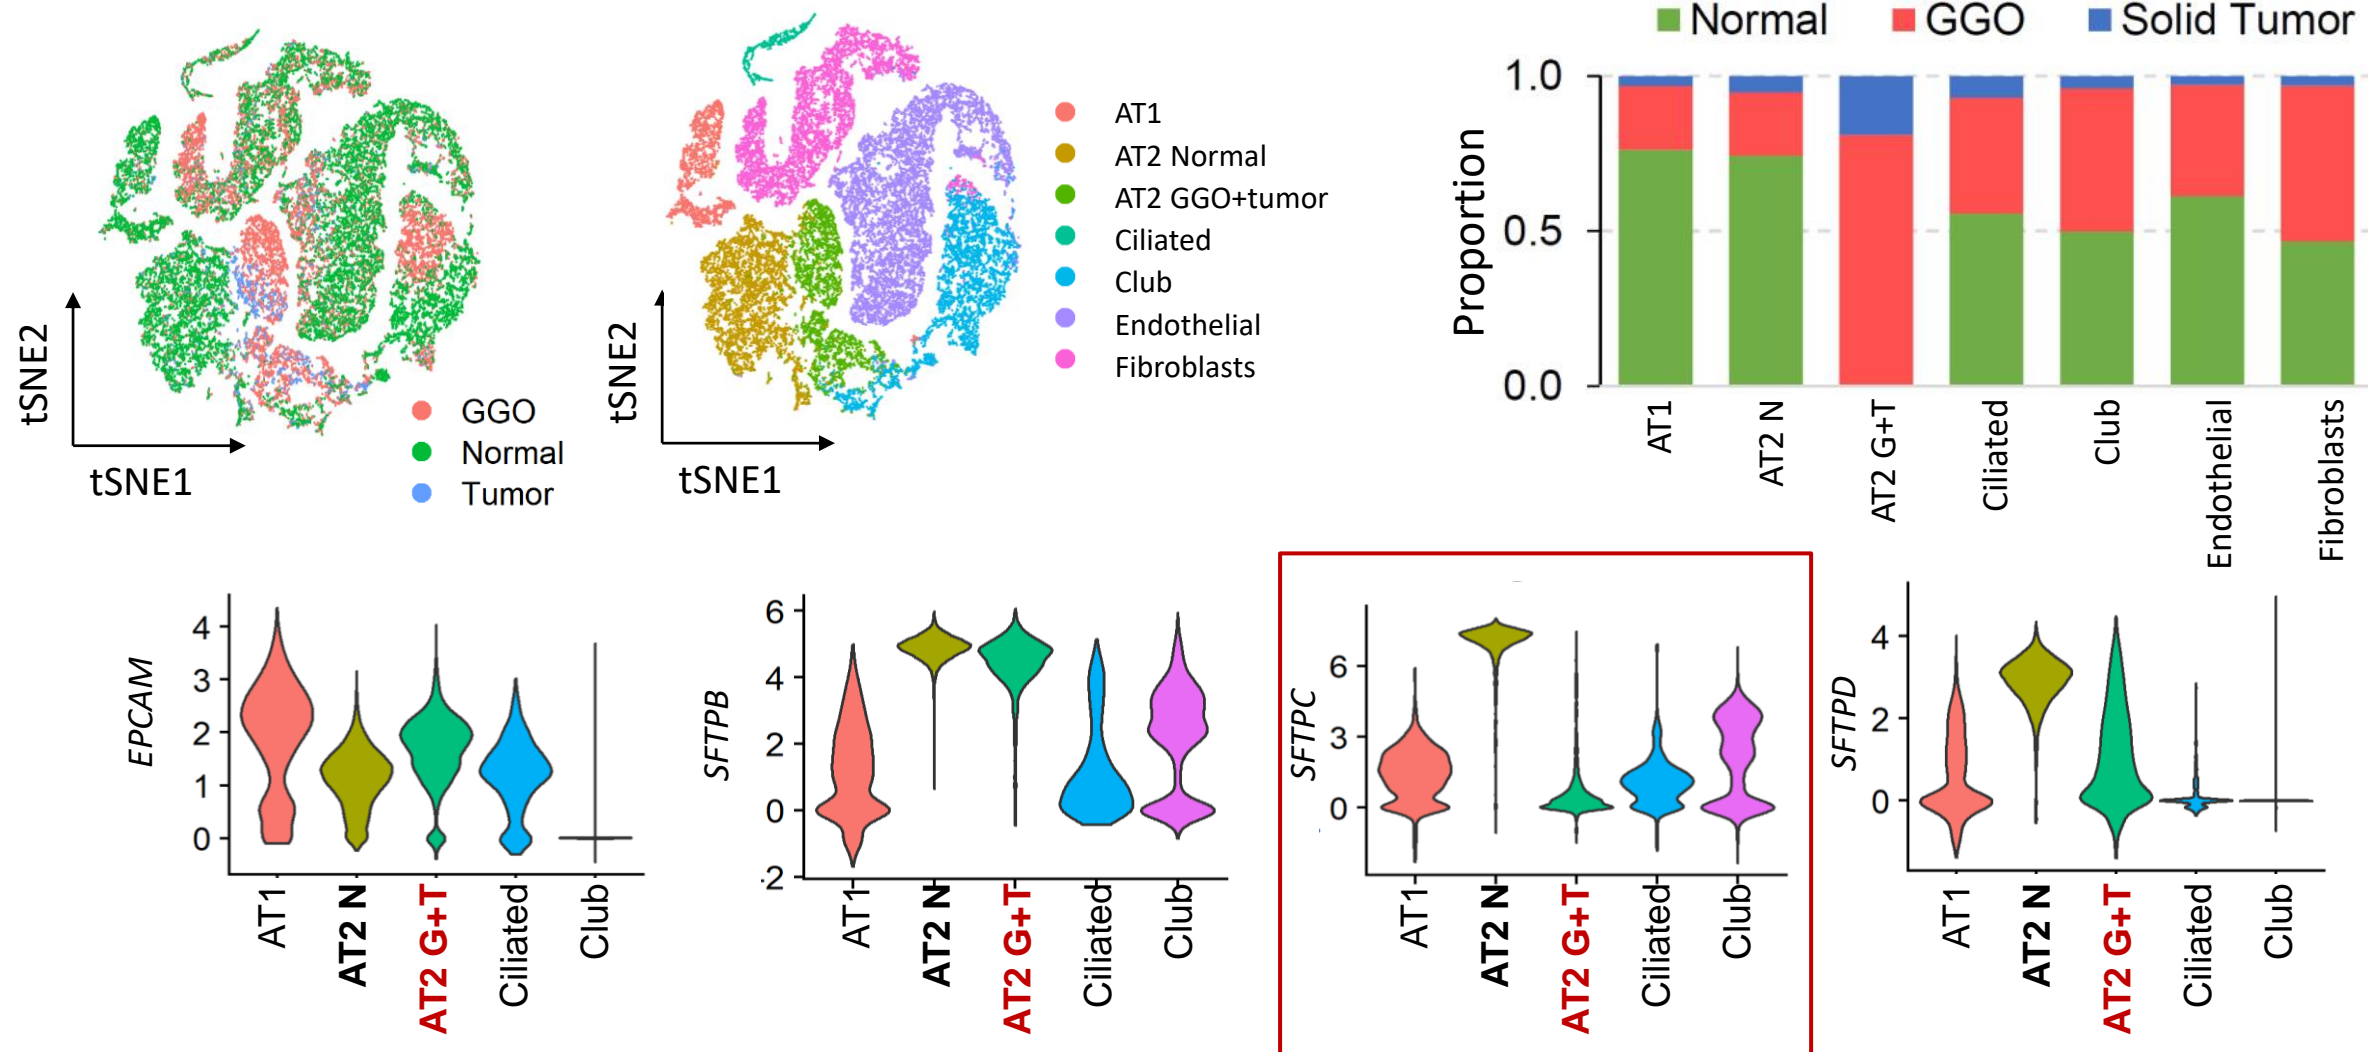 tSNE2
tSNE1
GGO
Normal
Tumor
tSNE2
tSNE1
AT1
AT2 Normal
AT2 GGO+tumor
Ciliated
Club
Endothelial
Fibroblasts
Normal GGO Solid Tumor
Proportion
1.0
0.5
0.0
AT1
AT2 N
AT2 G+T
Ciliated
Club
Endothelial
Fibroblasts
EPCAM
4
3
2
1
0
AT1
AT2 N
AT2 G+T
Ciliated
Club
SFTPB
6
4
2
0
-2
AT1
AT2 N
AT2 G+T
Ciliated
Club
SFTPC
6
3
0
AT1
AT2 N
AT2 G+T
Ciliated
Club
SFTPD
4
2
0
AT1
AT2 N
AT2 G+T
Ciliated
Club